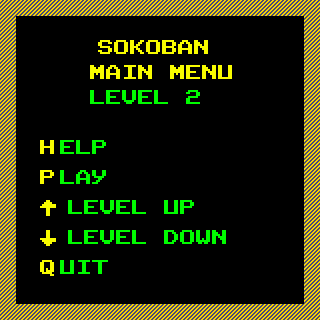 SOKOBAN
MAIN MENU
LEVEL 2
HELP
PLAY
↑ LEVEL UP
↓ LEVEL DOWN
QUIT